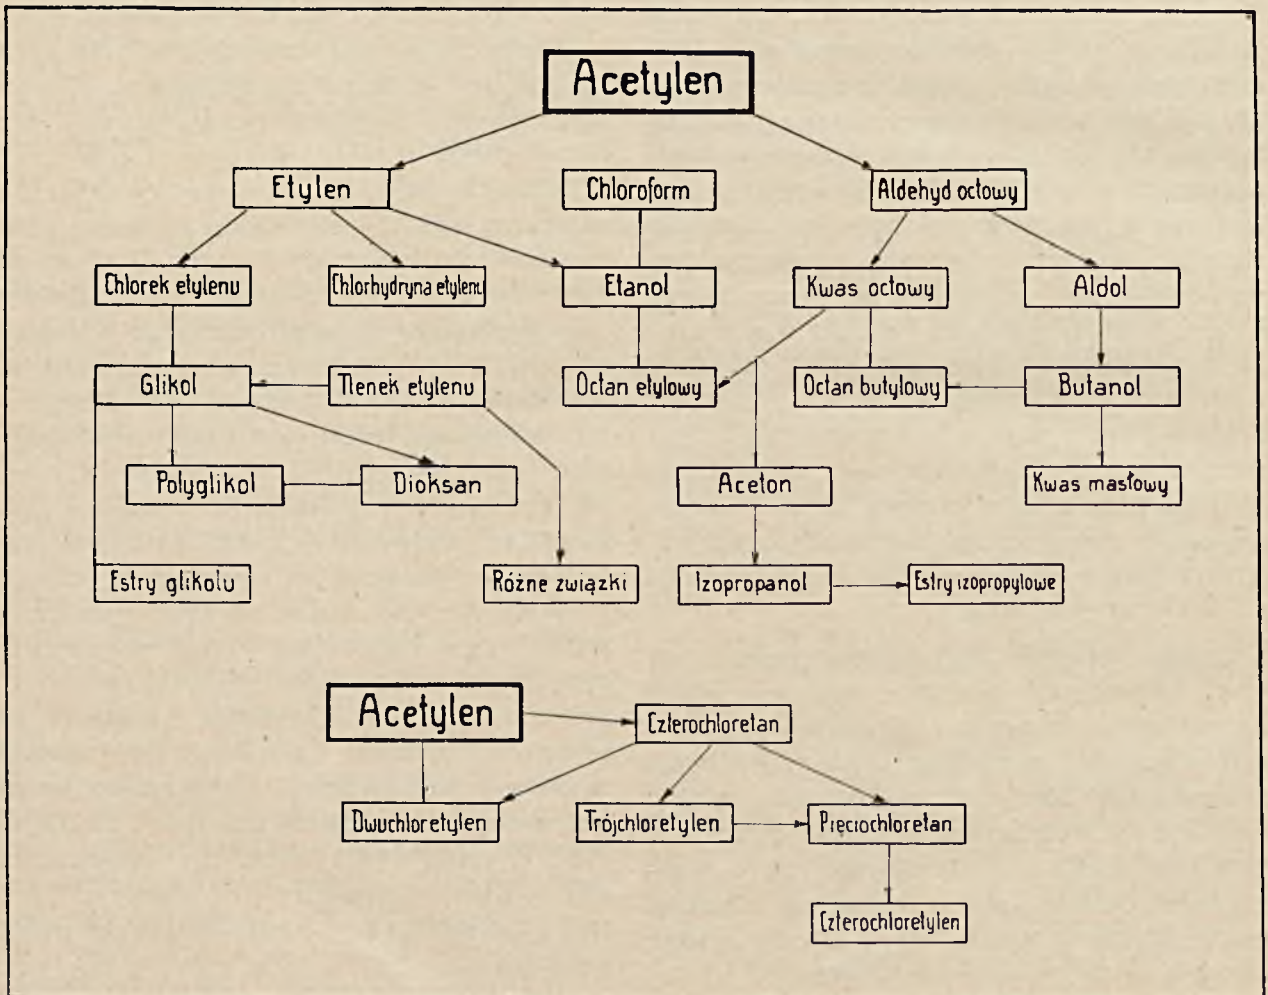 Acetylen
Etylen
Chloroform
Aldehyd octowy
Chlorek etylenu
Chlorhydryna etylenu
Etanol
Kwas octowy
Aldol
Glikol
Tlenek etylenu
Octan etylowy
Octan butylowy
Butanol
Polyglikol
Dioksan
Aceton
Kwas masłowy
Estry glikolu
Różne związki
Izopropanol
Estry izopropylowe
Acetylen
Czterochloretan
Dwuchloretylen
Trójchloretylen
Pięciochloretan
Czterochloretylen